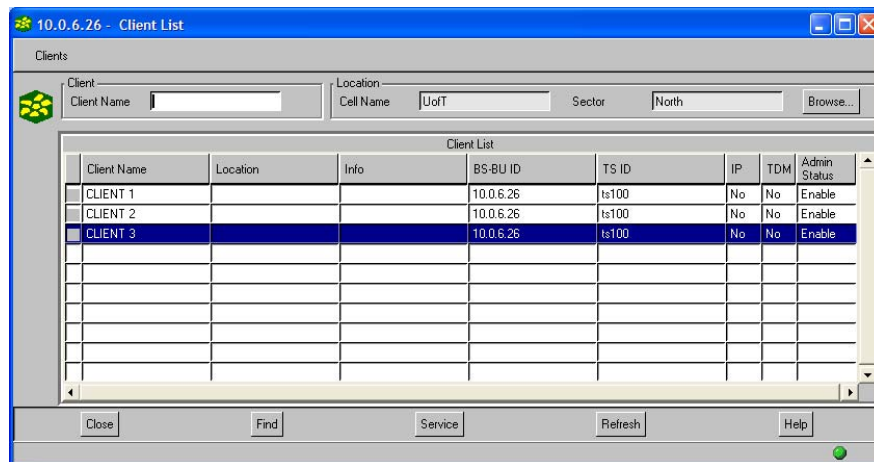 10.0.6.26 - Client List
Clients
Client
Location
Client Name
Cell Name UofT Sector North Browse...
Client List
Client Name Location Info BS-BU ID TS ID IP TDM Admin Status
CLIENT 1 10.0.6.26 ts100 No No Enable
CLIENT 2 10.0.6.26 ts100 No No Enable
CLIENT 3 10.0.6.26 ts100 No No Enable
Close Find Service Refresh Help